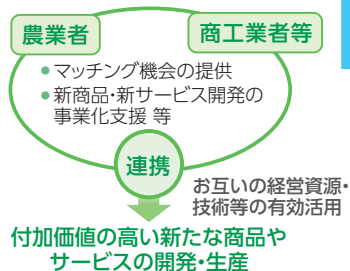 農業者
商工業者等
●マッチング機会の提供
●新商品・新サービス開発の
事業化支援 等
連携
お互いの経営資源・
技術等の有効活用
付加価値の高い新たな商品や
サービスの開発・生産